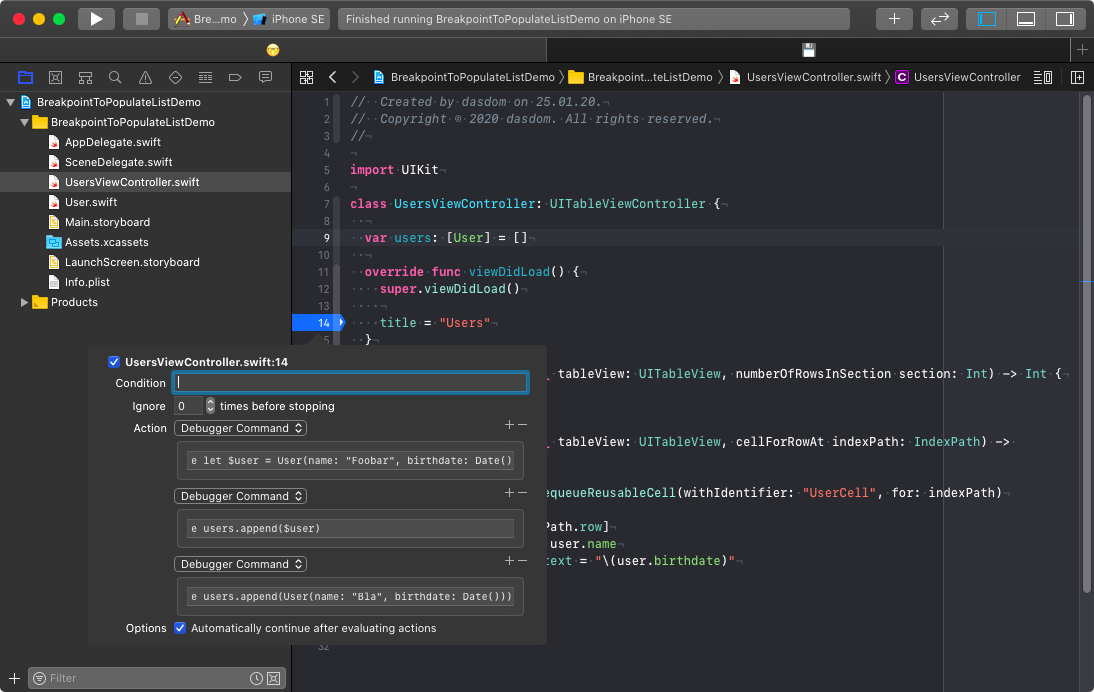 Bre...mo
iPhone SE
Finished running BreakpointToPopulateListDemo on iPhone SE
BreakpointToPopulateListDemo
Breakpoint...teListDemo
UsersViewController.swift
C UsersViewController
BreakpointToPopulateListDemo
BreakpointToPopulateListDemo
AppDelegate.swift
SceneDelegate.swift
UsersViewController.swift
User.swift
Main.storyboard
Assets.xcassets
LaunchScreen.storyboard
Info.plist
Products
1 //  Created by dasdom on 25.01.20.
2 //  Copyright © 2020 dasdom. All rights reserved.
3 //
4
5 import UIKit
6
7 class UsersViewController: UITableViewController {
8
9 var users: [User] = []
10
11 override func viewDidLoad() {
12 super.viewDidLoad()
13
14 title = "Users"
5 }
_ tableView: UITableView, numberOfRowsInSection section: Int) -> Int {
_ tableView: UITableView, cellForRowAt indexPath: IndexPath) ->
equeueReusableCell(withIdentifier: "UserCell", for: indexPath)
Path.row]
user.name
text = "\(user.birthdate)"
32
UsersViewController.swift:14
Condition
Ignore 0 times before stopping
Action Debugger Command
e let $user = User(name: "Foobar", birthdate: Date()
Debugger Command
e users.append($user)
Debugger Command
e users.append(User(name: "Bla", birthdate: Date()))
Options Automatically continue after evaluating actions
Filter